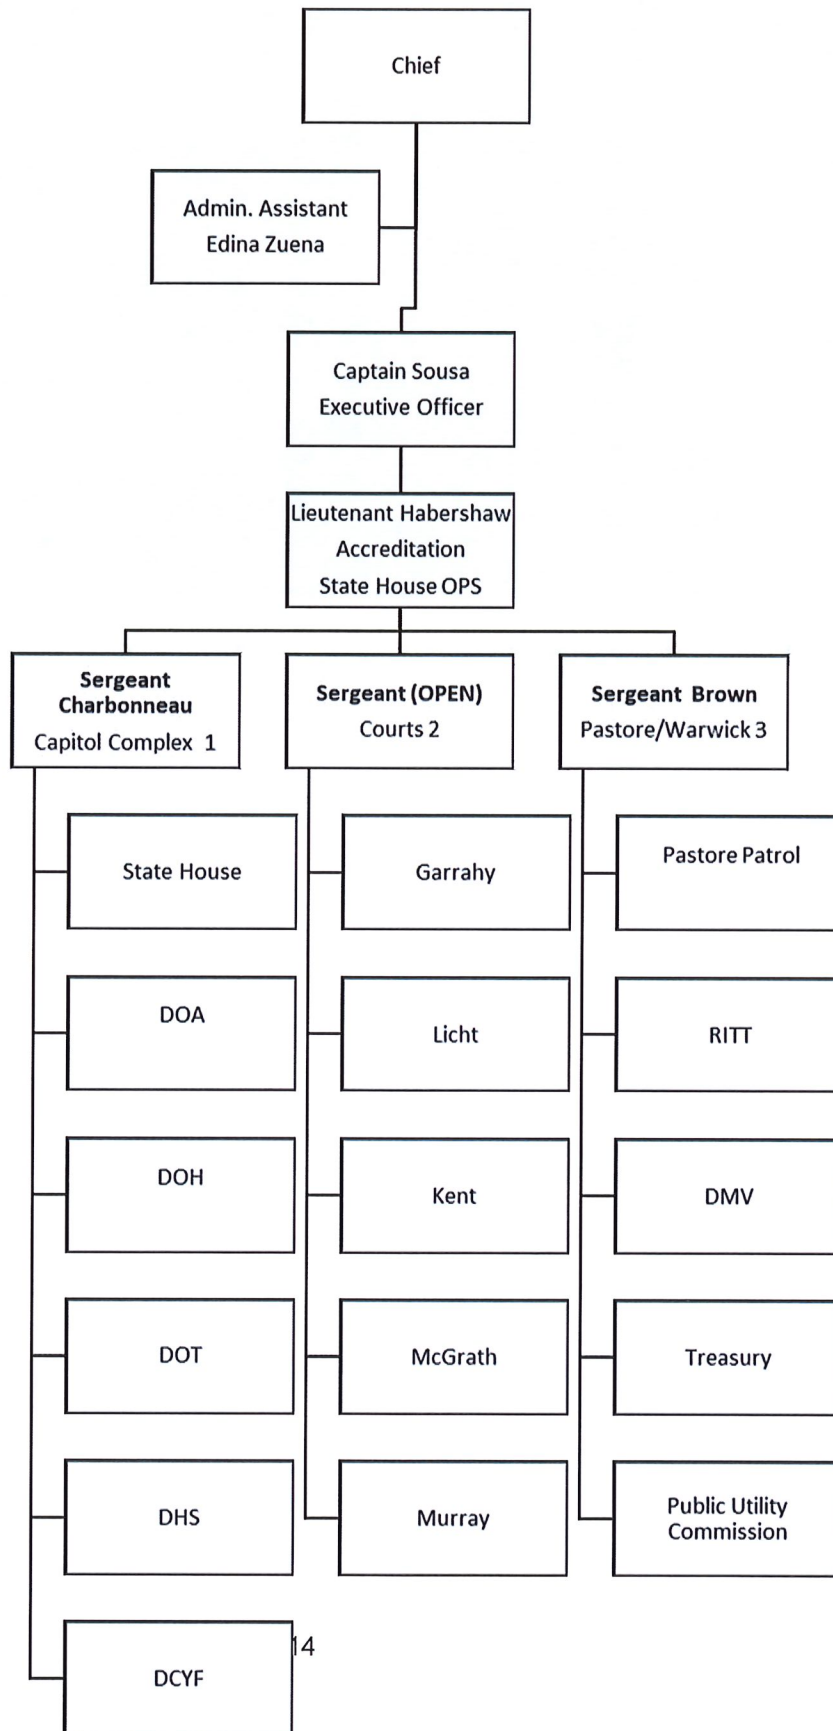 Chief
Admin. Assistant
Edina Zuena
Captain Sousa
Executive Officer
Lieutenant Habershaw
Accreditation
State House OPS
Sergeant
Charbonneau
Capitol Complex 1
Sergeant (OPEN)
Courts 2
Sergeant Brown
Pastore/Warwick 3
State House
DOA
DOH
DOT
DHS
DCYF
Garrahy
Licht
Kent
McGrath
Murray
Pastore Patrol
RITT
DMV
Treasury
Public Utility
Commission
14